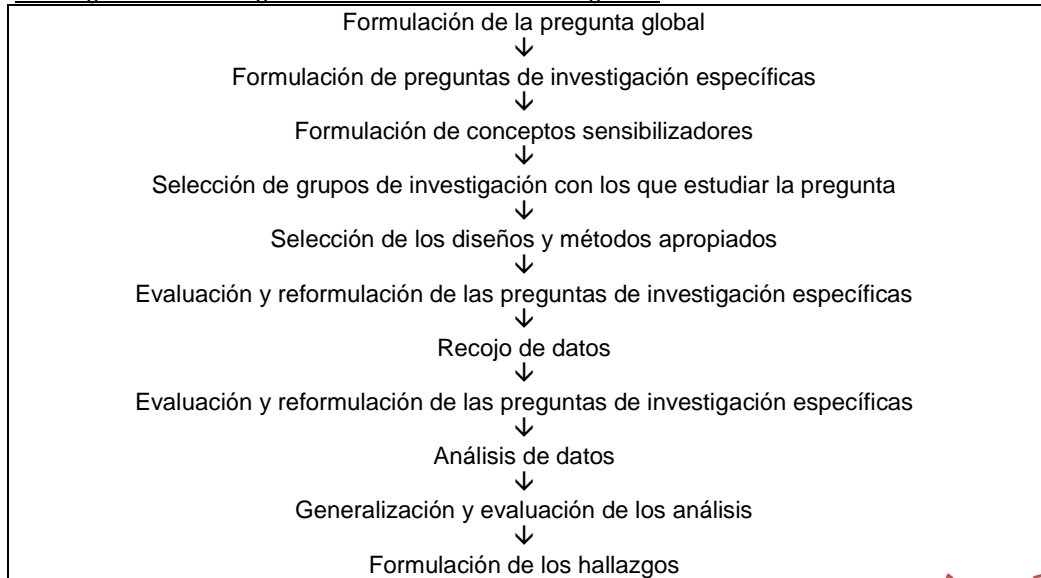 Formulación de la pregunta global
↓
Formulación de preguntas de investigación específicas
↓
Formulación de conceptos sensibilizadores
↓
Selección de grupos de investigación con los que estudiar la pregunta
↓
Selección de los diseños y métodos apropiados
↓
Evaluación y reformulación de las preguntas de investigación específicas
↓
Recojo de datos
↓
Evaluación y reformulación de las preguntas de investigación específicas
↓
Análisis de datos
↓
Generalización y evaluación de los análisis
↓
Formulación de los hallazgos